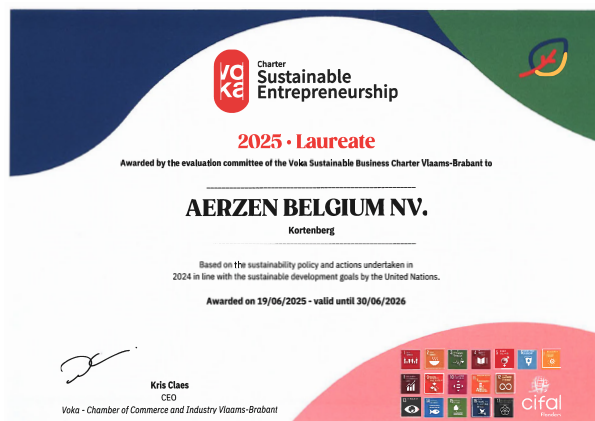 voka
Charter
Sustainable
Entrepreneurship
2025 • Laureate
Awarded by the evaluation committee of the Voka Sustainable Business Charter Vlaams-Brabant to
AERZEN BELGIUM NV.
Kortenberg
Based on the sustainability policy and actions undertaken in
2024 in line with the sustainable development goals by the United Nations.
Awarded on 19/06/2025 - valid until 30/06/2026
Kris Claes
CEO
Voka - Chamber of Commerce and Industry Vlaams-Brabant
cifal
Flanders